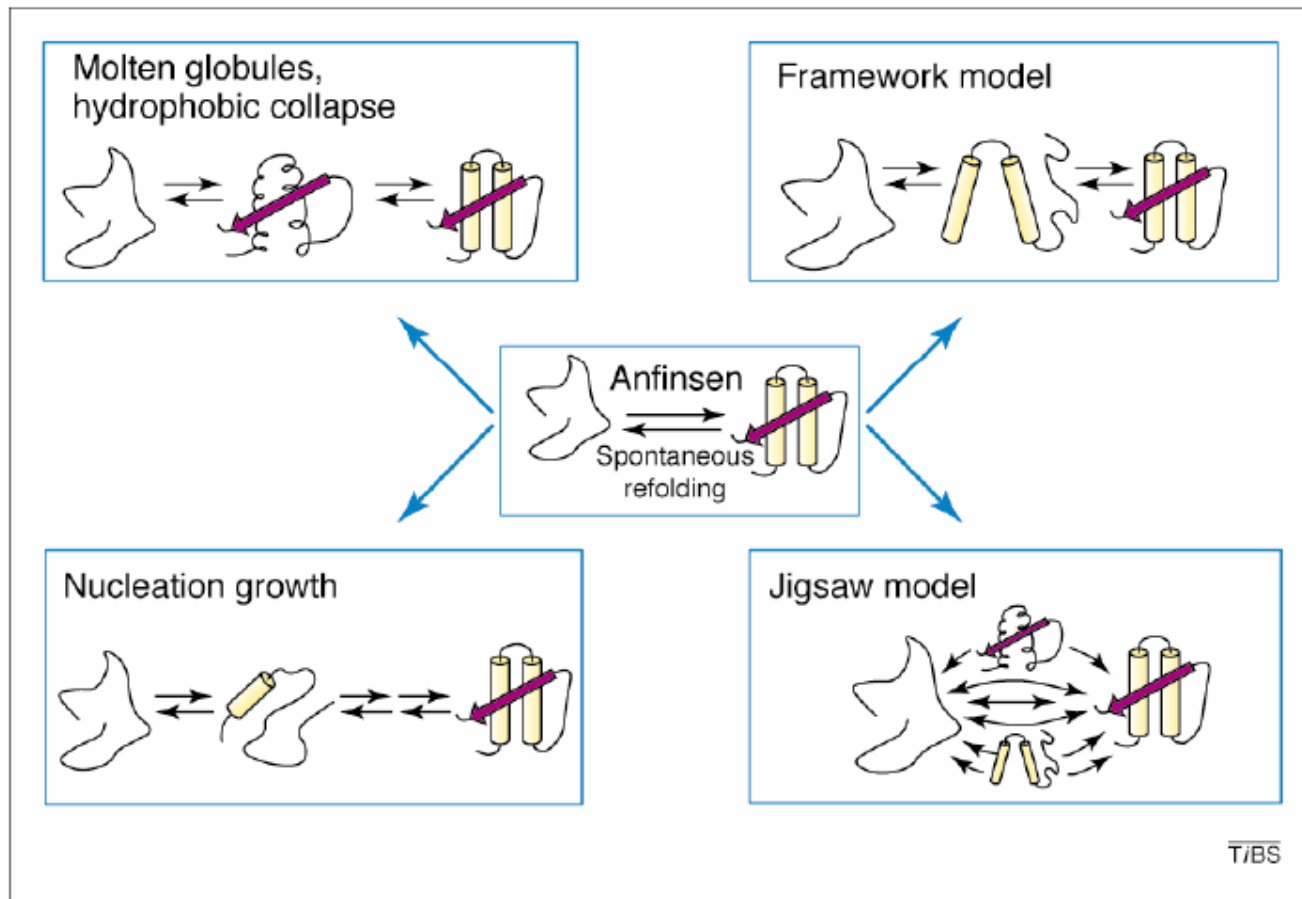 Molten globules,
hydrophobic collapse
Framework model
Anfinsen
Spontaneous
refolding
Nucleation growth
Jigsaw model
TiBS